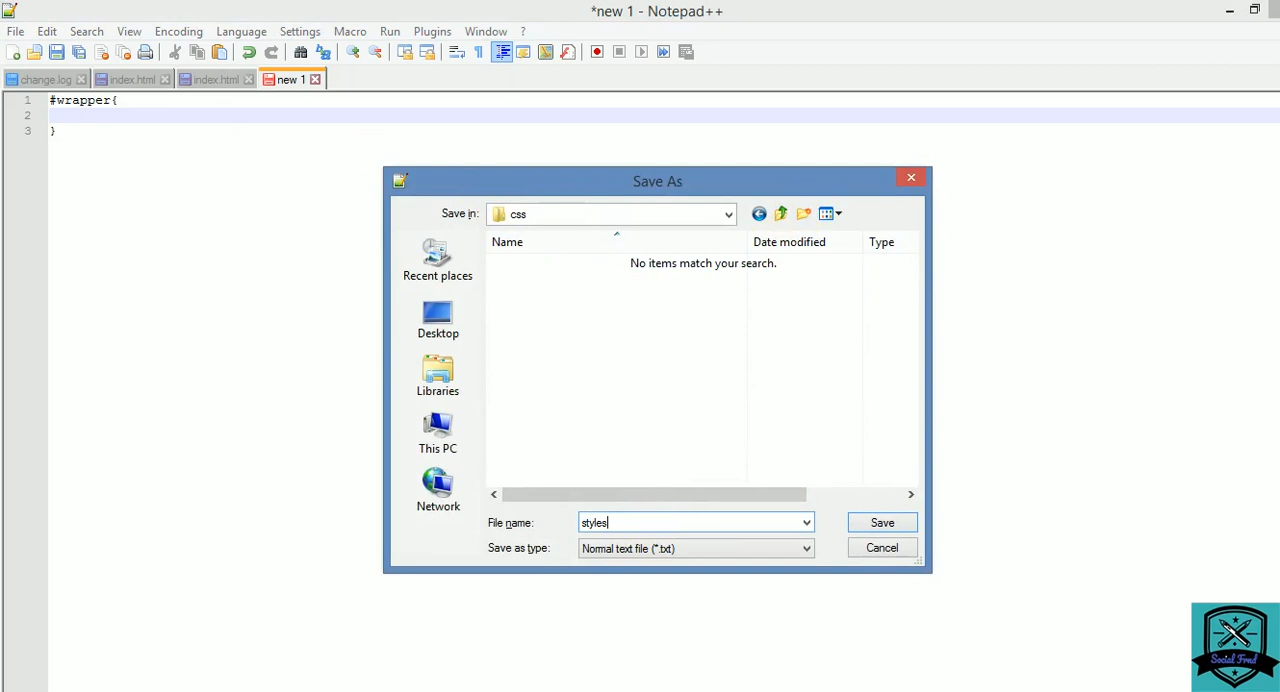 *new 1 - Notepad++
File Edit Search View Encoding Language Settings Macro Run Plugins Window ?
change.log index.html index.html new 1
1 #wrapper{
2
3 }
Save As
Save in: css
Name Date modified Type
No items match your search.
Recent places
Desktop
Libraries
This PC
Network
File name: styles Save
Save as type: Normal text file (*.txt) Cancel
Social Frnd